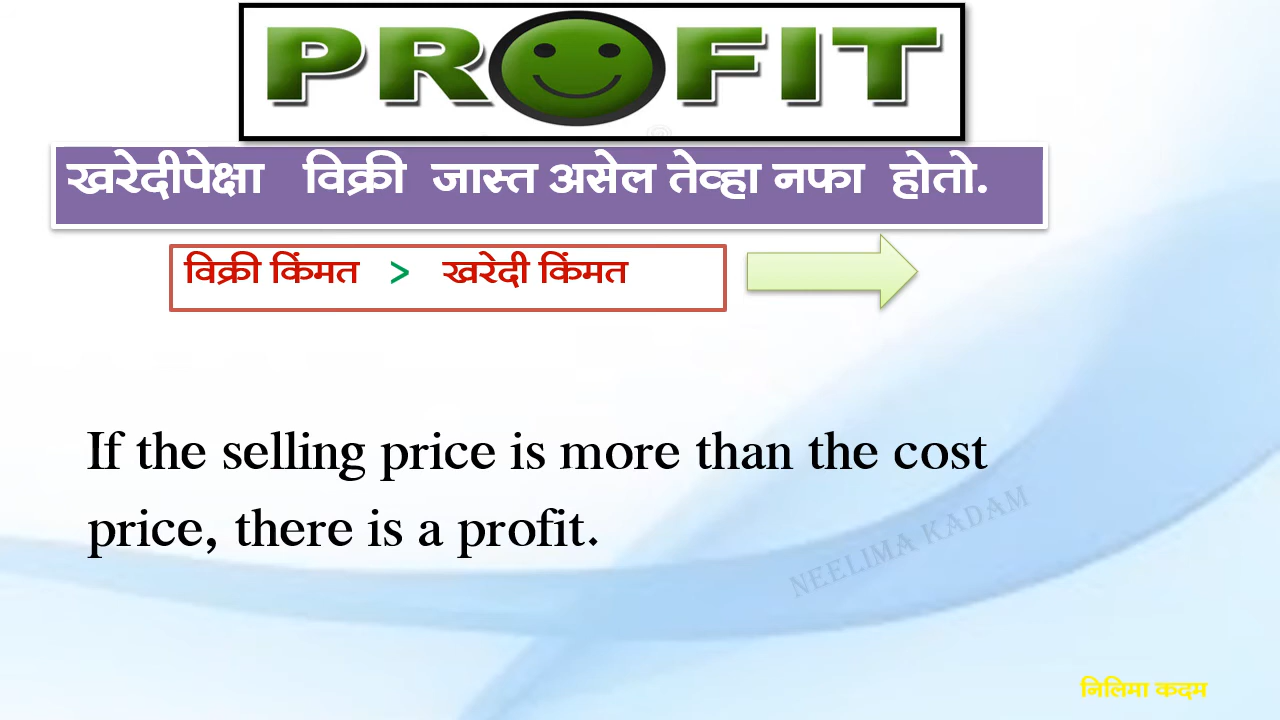 PROFIT
खरेदीपेक्षा विक्री जास्त असेल तेव्हा नफा होतो.
विक्री किंमत > खरेदी किंमत
If the selling price is more than the cost
price, there is a profit.
NEELIMA KADAM
निलिमा कदम